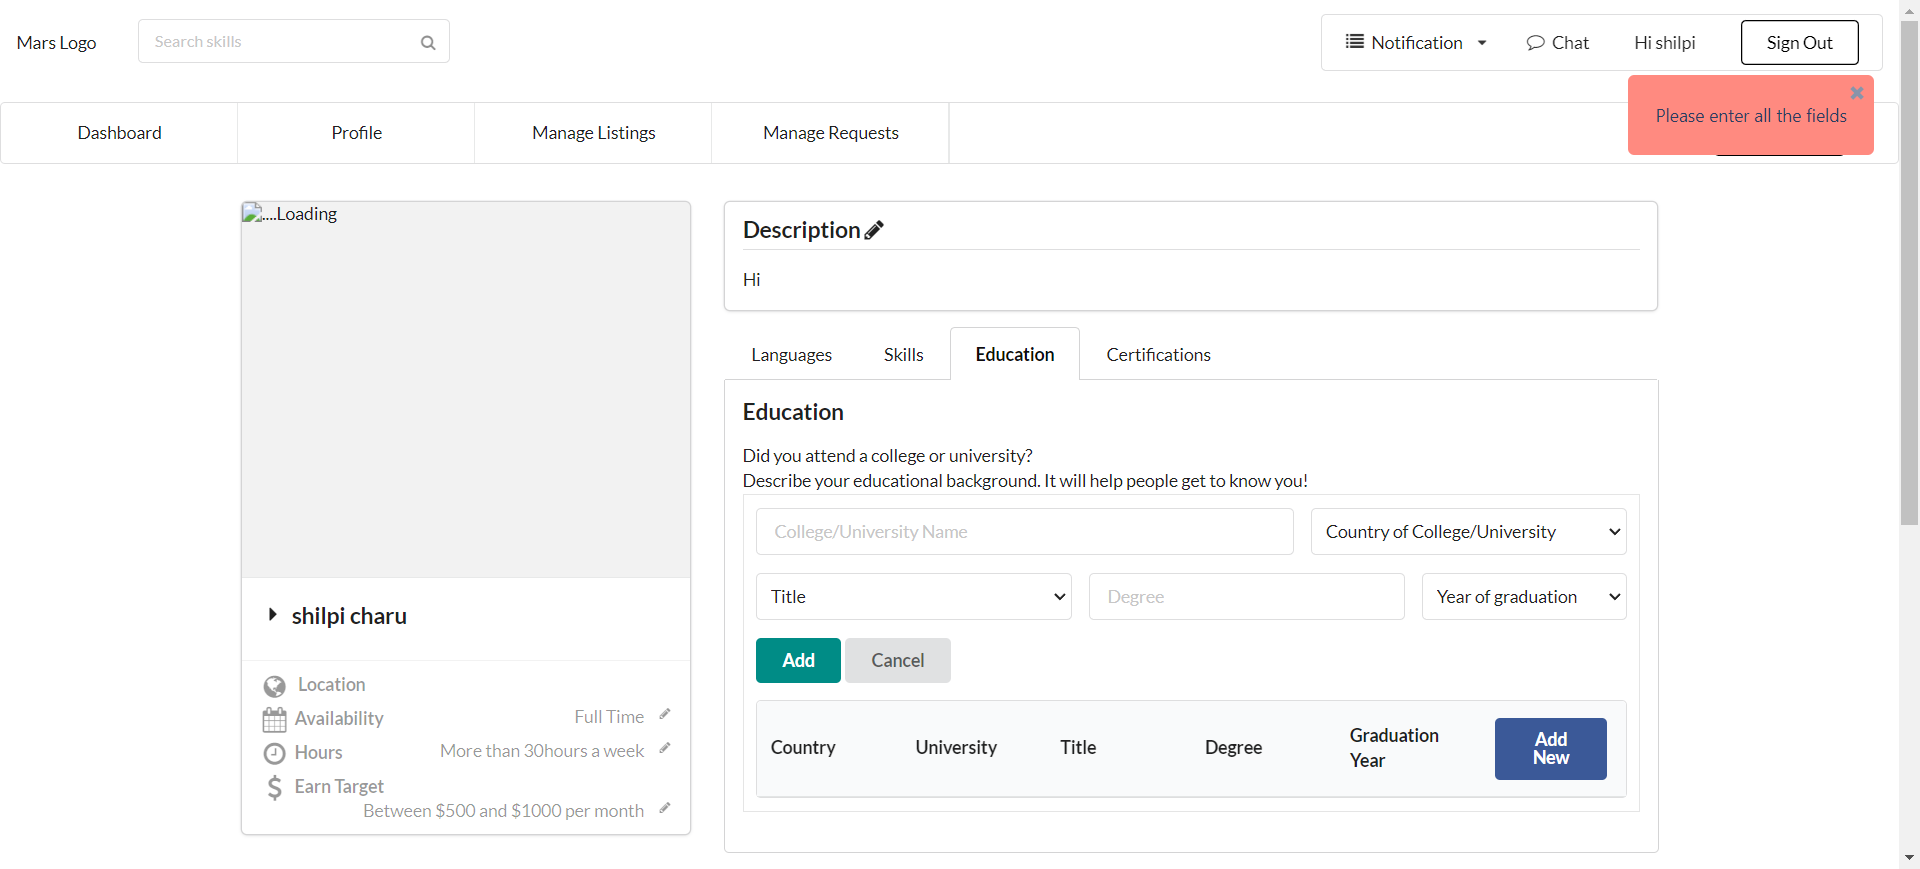 Mars Logo
Search skills
Notification
Chat
Hi shilpi
Sign Out
Please enter all the fields
Dashboard
Profile
Manage Listings
Manage Requests
....Loading
shilpi charu
Location
Availability
Full Time
Hours
More than 30hours a week
Earn Target
Between $500 and $1000 per month
Description
Hi
Languages
Skills
Education
Certifications
Education
Did you attend a college or university?
Describe your educational background. It will help people get to know you!
College/University Name
Country of College/University
Title
Degree
Year of graduation
Add
Cancel
Country
University
Title
Degree
Graduation
Year
Add
New